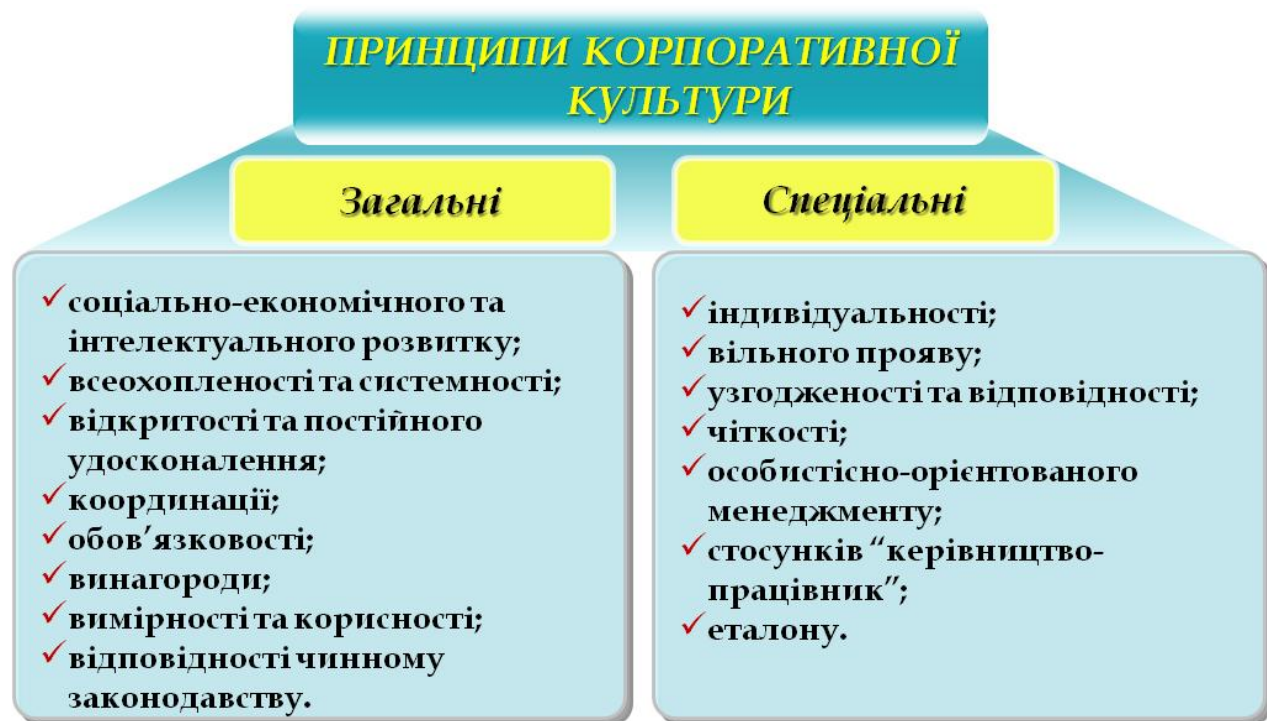 ПРИНЦИПИ КОРПОРАТИВНОЇ
КУЛЬТУРИ
Загальні
соціально-економічного та
інтелектуального розвитку;
всеохопленості та системності;
відкритості та постійного
удосконалення;
координації;
обов’язковості;
винагороди;
вимірності та корисності;
відповідності чинному
законодавству.
Спеціальні
індивідуальності;
вільного прояву;
узгодженості та відповідності;
чіткості;
особистісно-орієнтованого
менеджменту;
стосунків “керівництво-
працівник”;
еталону.